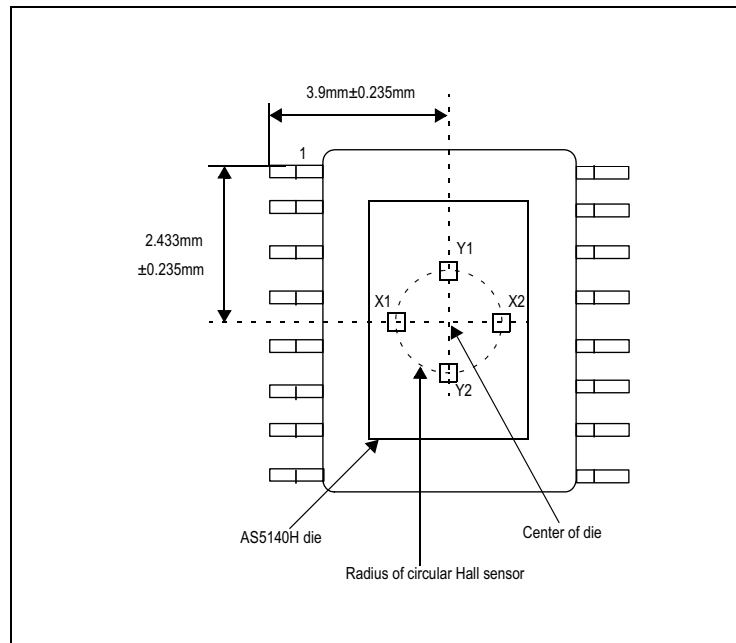 3.9mm±0.235mm
1
2.433mm
±0.235mm
Y1
X1
X2
Y2
AS5140H die
Center of die
Radius of circular Hall sensor